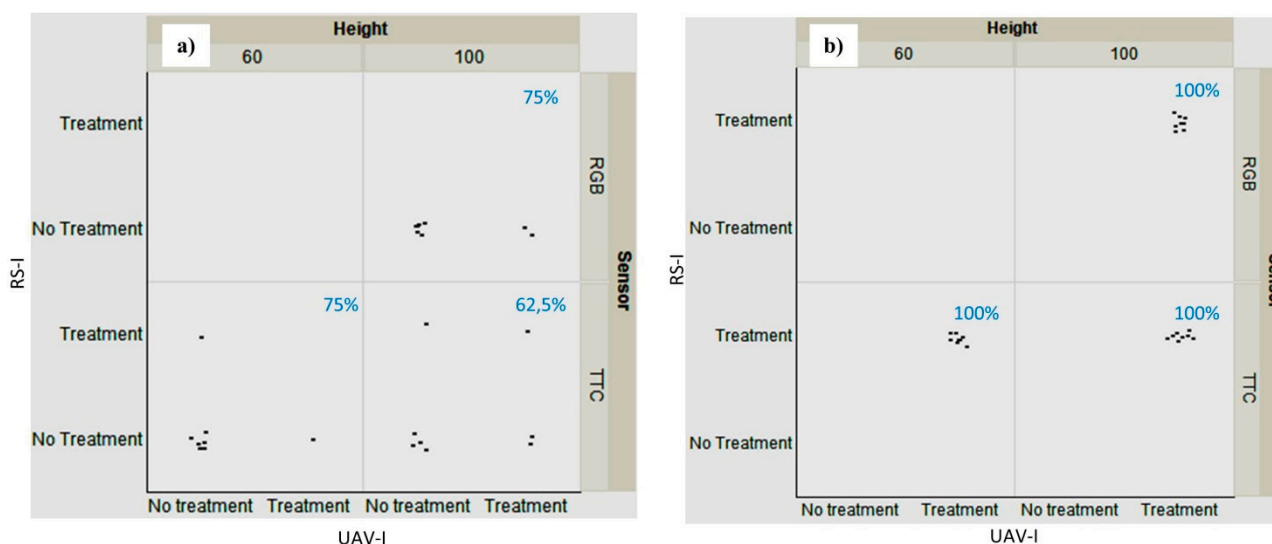 a)
Height
60
100
75%
Treatment
No Treatment
RGB
75%
62,5%
Treatment
No Treatment
TTC
Sensor
RS-I
No treatment Treatment No treatment Treatment
UAV-I
b)
Height
60
100
100%
Treatment
No Treatment
RGB
100%
100%
Treatment
No Treatment
TTC
RS-I
No treatment Treatment No treatment Treatment
UAV-I